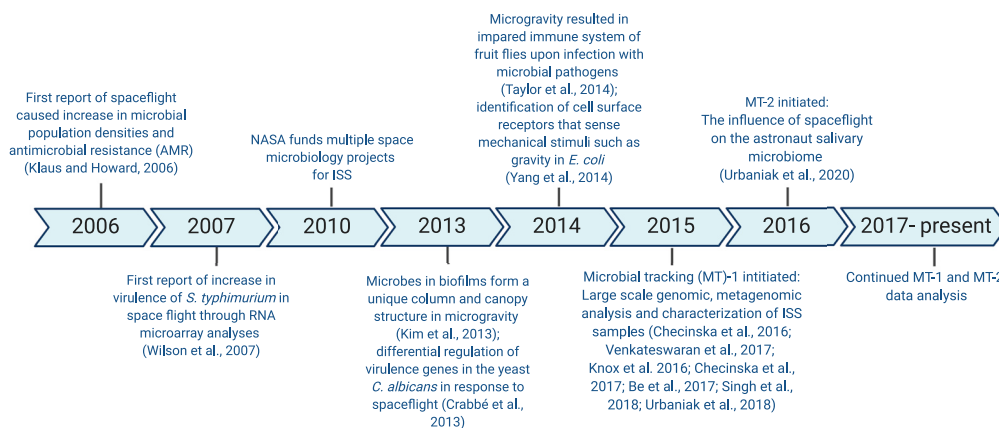 First report of spaceflight
caused increase in microbial
population densities and
antimicrobial resistance (AMR)
(Klaus and Howard, 2006)
NASA funds multiple space
microbiology projects
for ISS
Microgravity resulted in
impared immune system of
fruit flies upon infection with
microbial pathogens
(Taylor et al., 2014);
identification of cell surface
receptors that sense
mechanical stimuli such as
gravity in E. coli
(Yang et al., 2014)
MT-2 initiated:
The influence of spaceflight
on the astronaut salivary
microbiome
(Urbaniak et al., 2020)
2006
2007
2010
2013
2014
2015
2016
2017- present
First report of increase in
virulence of S. typhimurium in
space flight through RNA
microarray analyses
(Wilson et al., 2007)
Microbes in biofilms form a
unique column and canopy
structure in microgravity
(Kim et al., 2013);
differential regulation of
virulence genes in the yeast
C. albicans in response to
spaceflight (Crabbé et al.,
2013)
Microbial tracking (MT)-1 intitiated:
Large scale genomic, metagenomic
analysis and characterization of ISS
samples (Checinska et al., 2016;
Venkateswaran et al., 2017;
Knox et al. 2016; Checinska et al.,
2017; Be et al., 2017; Singh et al.,
2018; Urbaniak et al., 2018)
Continued MT-1 and MT-2
data analysis